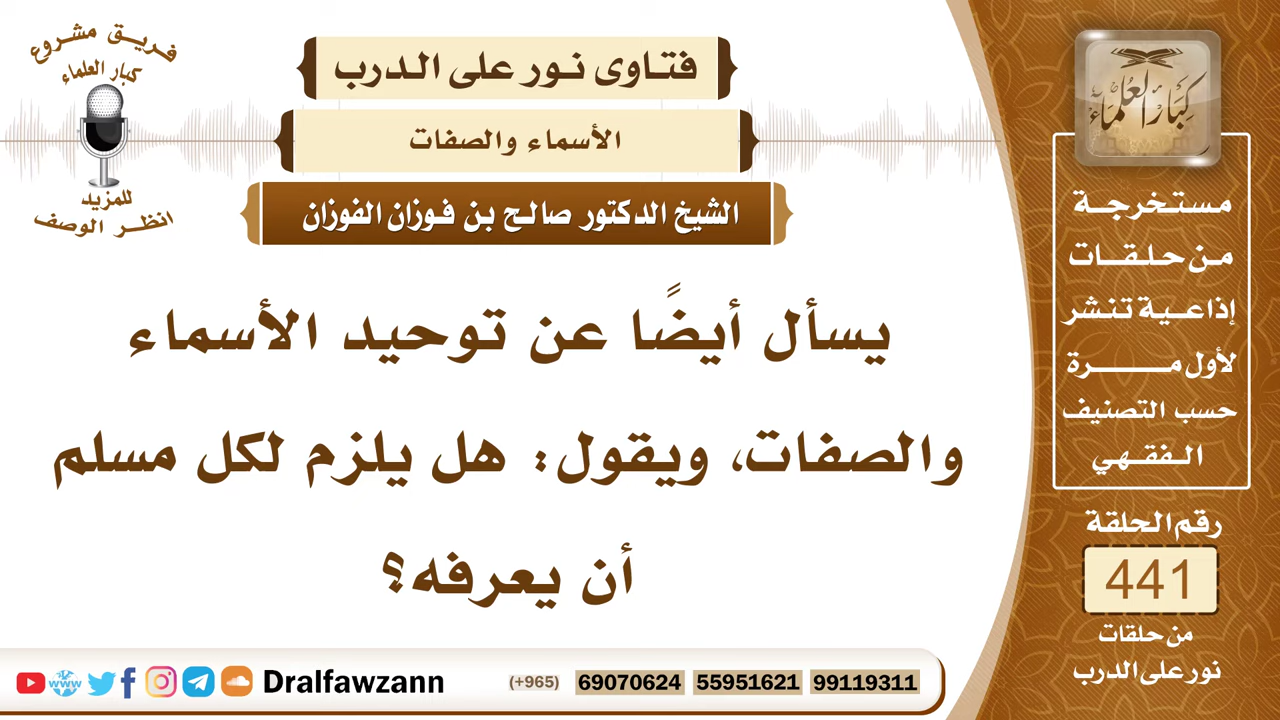 فريق مشروع
كبار العلماء
للمزيد
انظر الوصف
فتاوى نور على الدرب
الأسماء والصفات
الشيخ الدكتور صالح بن فوزان الفوزان
يسأل أيضًا عن توحيد الأسماء
والصفات، ويقول: هل يلزم لكل مسلم
أن يعرفه؟
كبار العلماء
مستخرجة
من حلقات
إذاعية تنشر
لأول مرة
حسب التصنيف
الفقهي
رقم الحلقة
441
من حلقات
نور على الدرب
www Dralfawzann (+965) 69070624 55951621 99119311